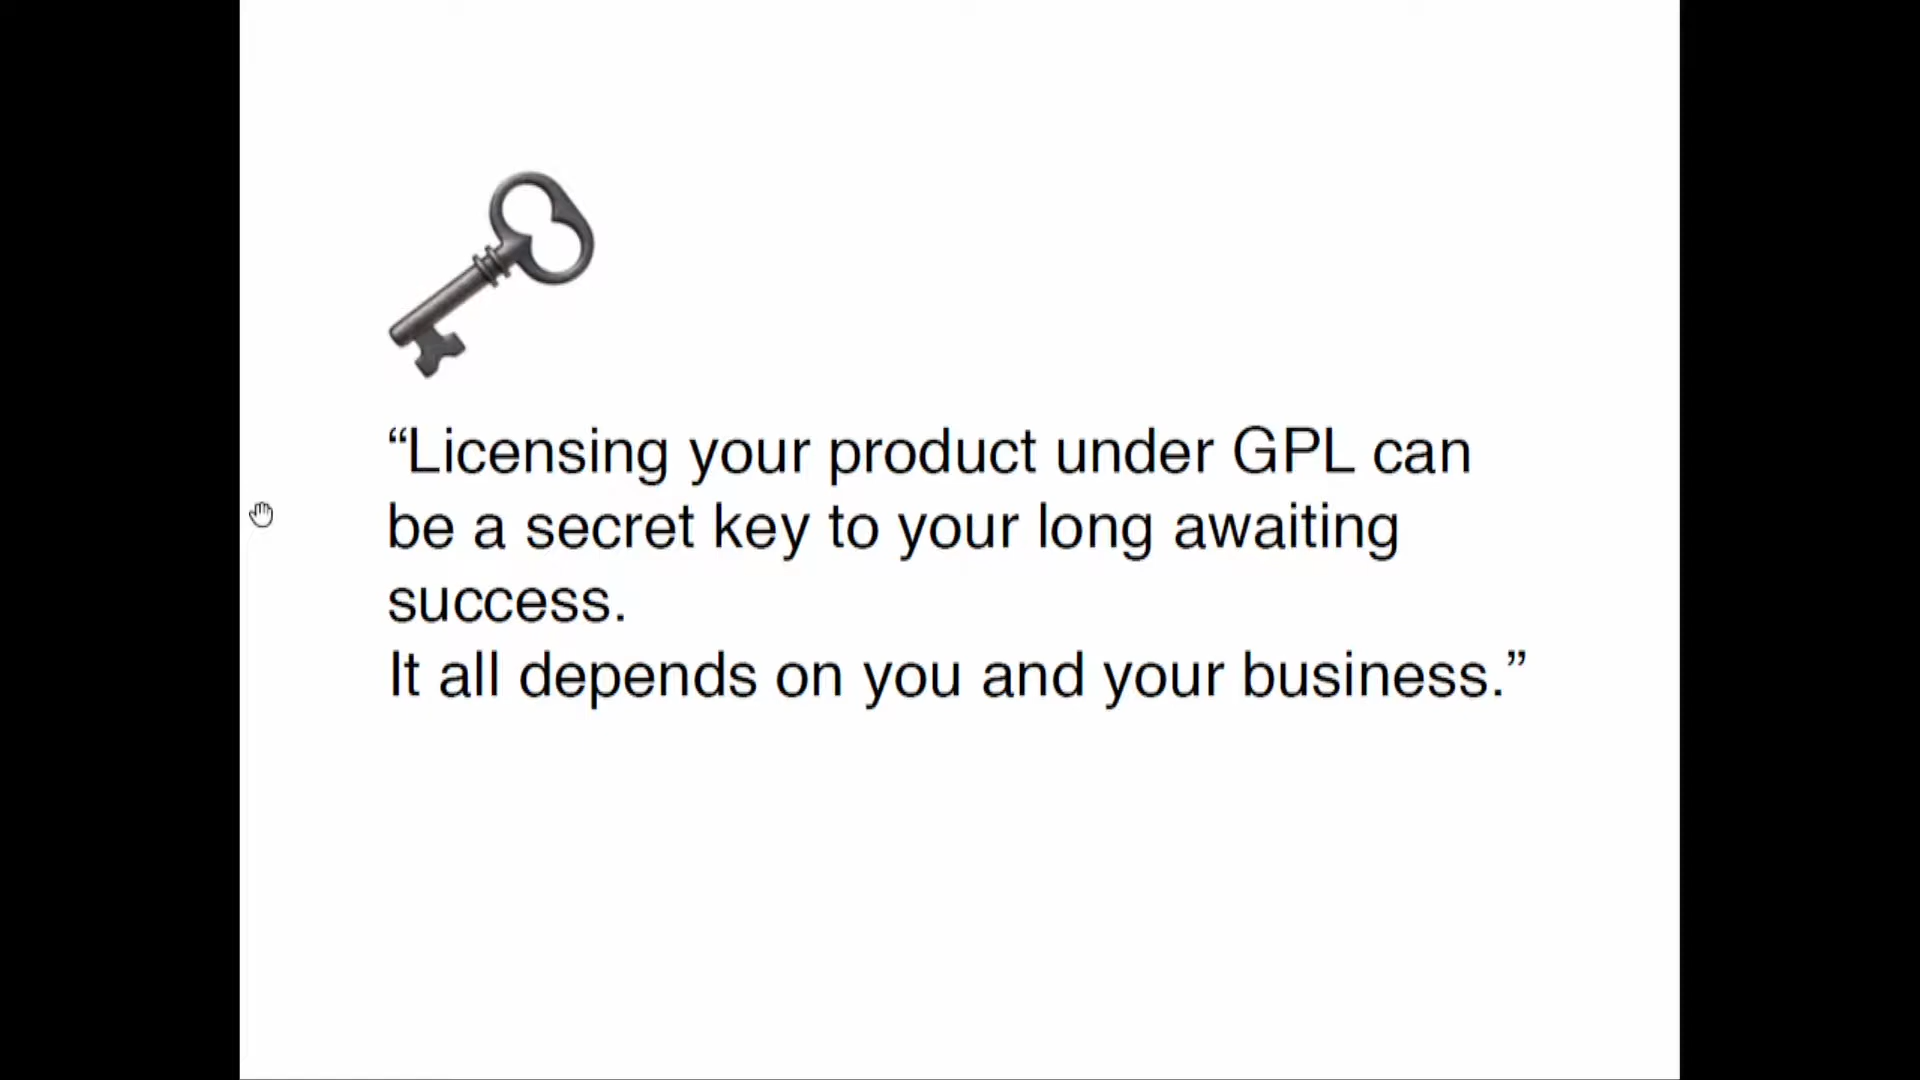 “Licensing your product under GPL can
be a secret key to your long awaiting
success.
It all depends on you and your business.”